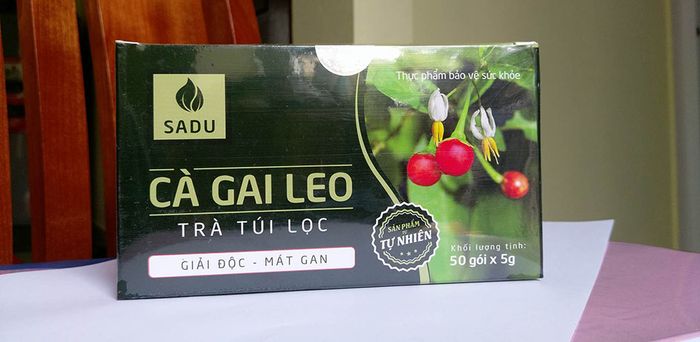 SADU
CÀ GAI LEO
TRÀ TÚI LỌC
GIẢI ĐỘC - MÁT GAN
Thực phẩm bảo vệ sức khỏe
SẢN PHẨM
TỰ NHIÊN
Khối lượng tịnh:
50 gói x 5g